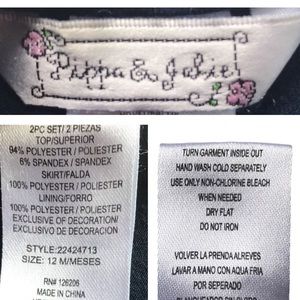 Pippa & Julie
2PC SET/ 2 PIEZAS
TOP/SUPERIOR
94% POLYESTER / POLIESTER
6% SPANDEX / SPANDEX
SKIRT/FALDA
100% POLYESTER / POLIESTER
LINING/FORRO
100% POLYESTER / POLIESTER
EXCLUSIVE OF DECORATION/
EXCLUSIVO DE DECORACION
STYLE:22424713
SIZE: 12 M/MESES
RN# 126206
MADE IN CHINA
TURN GARMENT INSIDE OUT
HAND WASH COLD SEPARATELY
USE ONLY NON-CHLORINE BLEACH
WHEN NEEDED
DRY FLAT
DO NOT IRON
VOLVER LA PRENDA ALREVES
LAVAR A MANO CON AQUA FRIA
POR SEPERADO